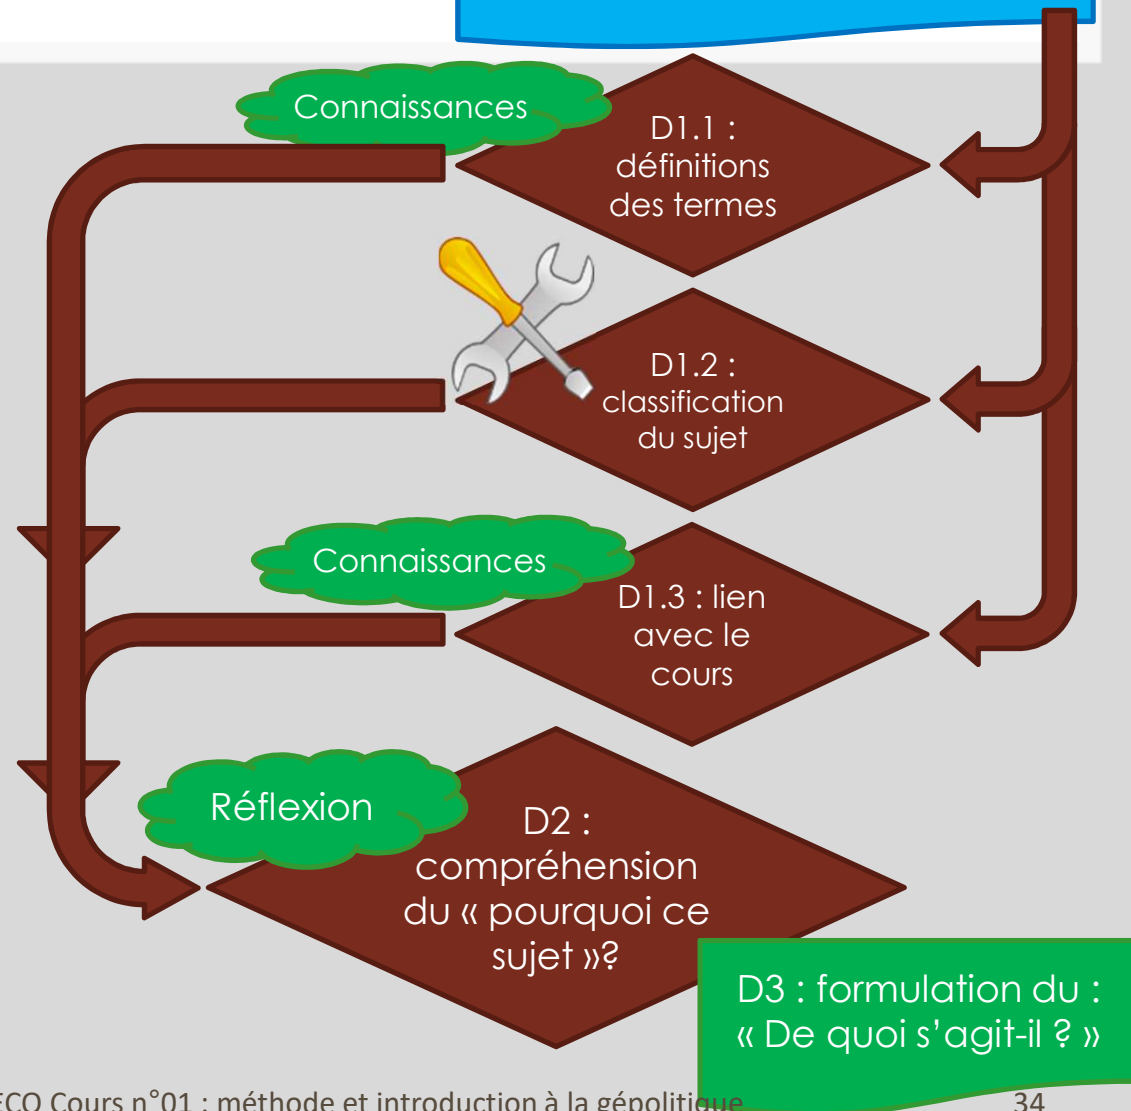 Connaissances
D1.1 :
définitions
des termes
D1.2 :
classification
du sujet
Connaissances
D1.3 : lien
avec le
cours
Réflexion
D2 :
compréhension
du « pourquoi ce
sujet »?
D3 : formulation du :
« De quoi s'agit-il ? »
ECO Cours n°01 : méthode et introduction à la gépolitique
34